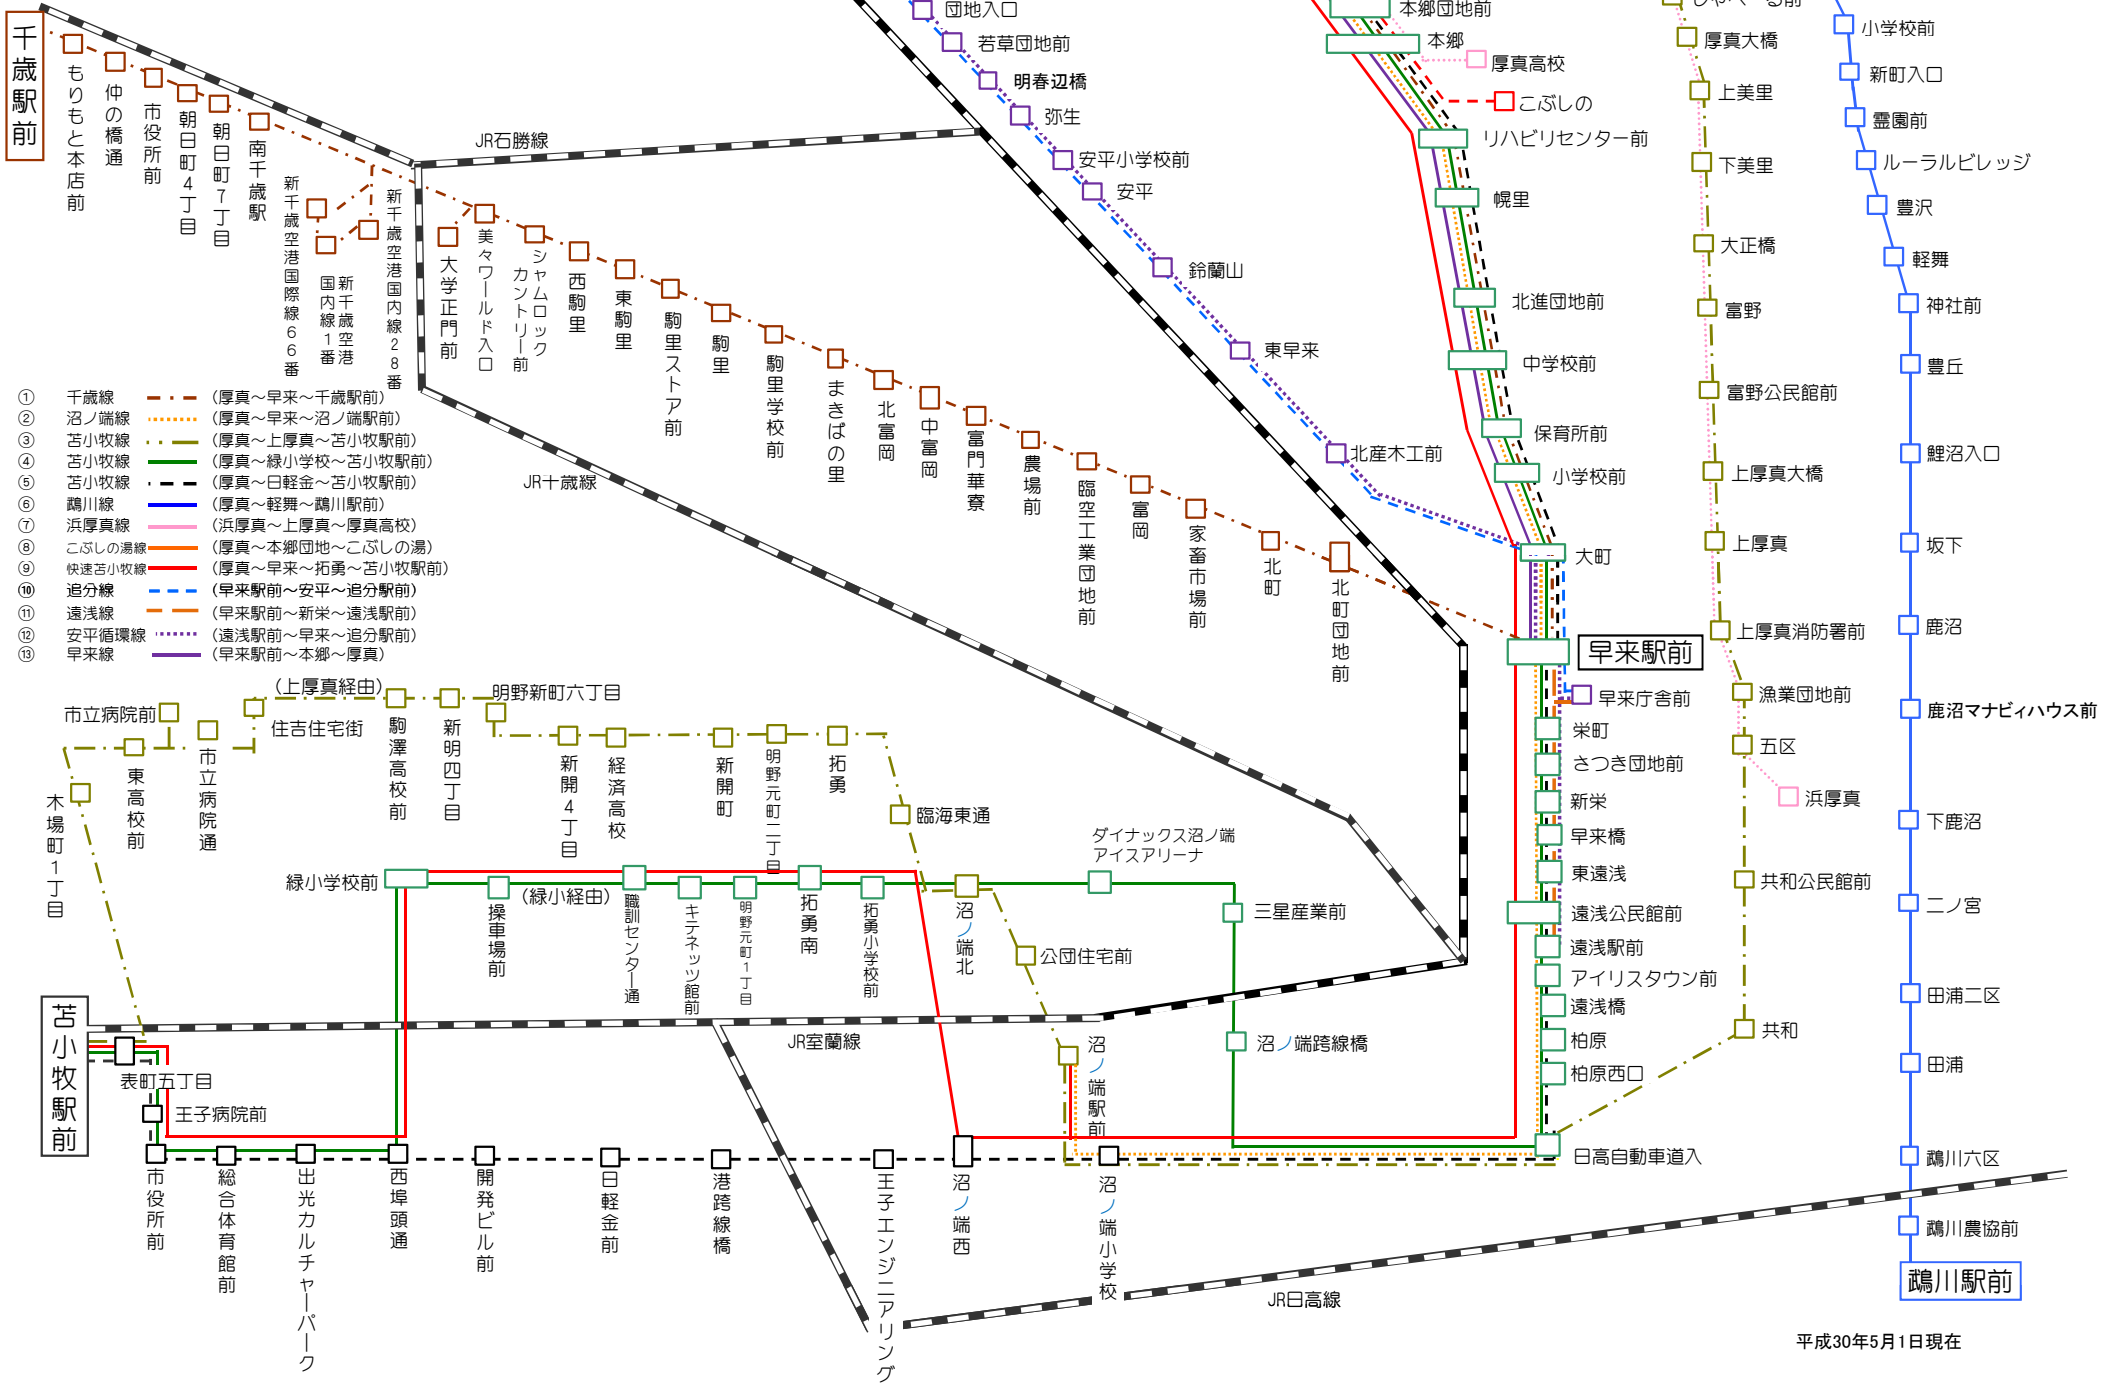 千歳駅前
もりもと本店前
仲の橋通
市役所前
朝日町4丁目
朝日町7丁目
南千歳駅
新千歳空港国際線66番
新千歳空港
国内線1番
新千歳空港国内線28番
大学正門前
美々ワールド入口
シャムロック
カントリー前
西駒里
東駒里
駒里ストア前
駒里
駒里学校前
まきばの里
北富岡
中富岡
富門華寮
農場前
臨空工業団地前
富岡
家畜市場前
北町
北町団地前
JR石勝線
JR千歳線
団地入口
若草団地前
明春辺橋
弥生
安平小学校前
安平
鈴蘭山
東早来
北産木工前
本郷団地前
本郷
厚真高校
こぶしの
リハビリセンター前
幌里
北進団地前
中学校前
保育所前
小学校前
大町
早来駅前
早来庁舎前
栄町
さつき団地前
新栄
早来橋
東遠浅
遠浅公民館前
遠浅駅前
アイリスタウン前
遠浅橋
柏原
柏原西口
日高自動車道入
厚真大橋
上美里
下美里
大正橋
富野
富野公民館前
上厚真大橋
上厚真
上厚真消防署前
漁業団地前
五区
浜厚真
共和公民館前
共和
小学校前
新町入口
霊園前
ルーラルビレッジ
豊沢
軽舞
神社前
豊丘
鯉沼入口
坂下
鹿沼
鹿沼マナビィハウス前
下鹿沼
二ノ宮
田浦二区
田浦
鵡川六区
鵡川農協前
鵡川駅前
① 千歳線 (厚真～早来～千歳駅前)
② 沼ノ端線 (厚真～早来～沼ノ端駅前)
③ 苫小牧線 (厚真～上厚真～苫小牧駅前)
④ 苫小牧線 (厚真～緑小学校～苫小牧駅前)
⑤ 苫小牧線 (厚真～日軽金～苫小牧駅前)
⑥ 鵡川線 (厚真～軽舞～鵡川駅前)
⑦ 浜厚真線 (浜厚真～上厚真～厚真高校)
⑧ こぶしの湯線 (厚真～本郷団地～こぶしの湯)
⑨ 快速苫小牧線 (厚真～早来～拓勇～苫小牧駅前)
⑩ 追分線 (早来駅前～安平～追分駅前)
⑪ 遠浅線 (早来駅前～新栄～遠浅駅前)
⑫ 安平循環線 (遠浅駅前～早来～追分駅前)
⑬ 早来線 (早来駅前～本郷～厚真)
(上厚真経由)
市立病院前
市立病院通
東高校前
木場町1丁目
住吉住宅街
駒澤高校前
新明四丁目
明野新町六丁目
新開4丁目
経済高校
新開町
明野元町二丁目
拓勇
臨海東通
緑小学校前
操車場前
(緑小経由)
職訓センター通
キテネッツ館前
明野元町1丁目
拓勇南
拓勇小学校前
沼ノ端北
ダイナックス沼ノ端
アイスアリーナ
三星産業前
公団住宅前
沼ノ端跨線橋
沼ノ端駅前
JR室蘭線
苫小牧駅前
表町五丁目
王子病院前
市役所前
総合体育館前
出光カルチャーパーク
西埠頭通
開発ビル前
日軽金前
港跨線橋
王子エンジニアリング
沼ノ端西
沼ノ端小学校
JR日高線
平成30年5月1日現在